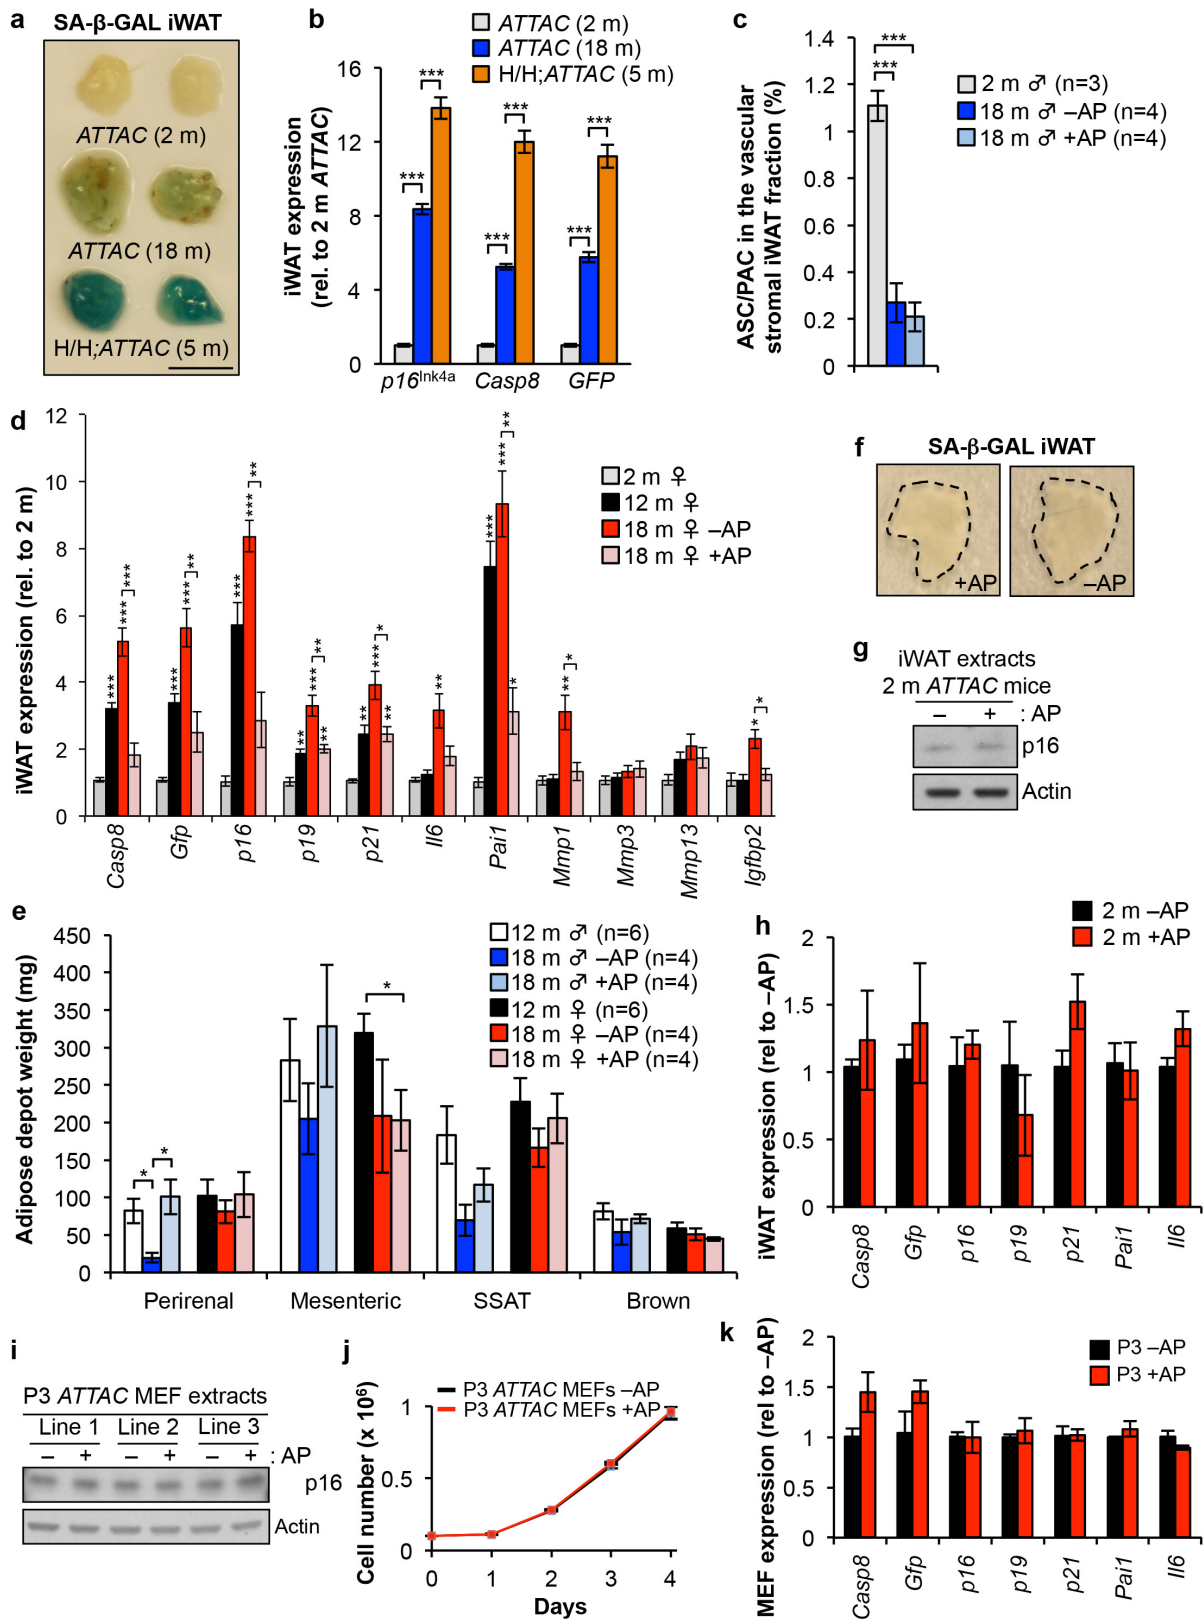 a
SA-β-GAL iWAT
ATTAC (2 m)
ATTAC (18 m)
H/H;ATTAC (5 m)
b
ATTAC (2 m)
ATTAC (18 m)
H/H;ATTAC (5 m)
iWAT expression
(rel. to 2 m ATTAC)
16
12
8
4
0
*** *** *** *** *** ***
p16Ink4a Casp8 GFP
c
ASC/PAC in the vascular
stromal iWAT fraction (%)
1.4
1.2
1
0.8
0.6
0.4
0.2
0
***
***
2 m ♂ (n=3)
18 m ♂ –AP (n=4)
18 m ♂ +AP (n=4)
d
iWAT expression (rel. to 2 m)
12
10
8
6
4
2
0
2 m ♀
12 m ♀
18 m ♀ –AP
18 m ♀ +AP
*** *** ***
*** *** **
*** *** **
** *** ** **
** *** * **
**
*** *** ** *
** *
* *
Casp8 Gfp p16 p19 p21 Il6 Pai1 Mmp1 Mmp3 Mmp13 Igfbp2
f
SA-β-GAL iWAT
+AP
–AP
g
iWAT extracts
2 m ATTAC mice
– + : AP
p16
Actin
e
Adipose depot weight (mg)
450
400
350
300
250
200
150
100
50
0
12 m ♂ (n=6)
18 m ♂ –AP (n=4)
18 m ♂ +AP (n=4)
12 m ♀ (n=6)
18 m ♀ –AP (n=4)
18 m ♀ +AP (n=4)
* * *
Perirenal Mesenteric SSAT Brown
h
2 m –AP
2 m +AP
iWAT expression (rel to –AP)
2
1.5
1
0.5
0
Casp8 Gfp p16 p19 p21 Pai1 Il6
i
P3 ATTAC MEF extracts
Line 1 Line 2 Line 3
– + – + – + : AP
p16
Actin
j
P3 ATTAC MEFs –AP
P3 ATTAC MEFs +AP
Cell number (x 10⁶)
1
0.5
0
0 1 2 3 4
Days
k
P3 –AP
P3 +AP
MEF expression (rel to –AP)
2
1.5
1
0.5
0
Casp8 Gfp p16 p19 p21 Pai1 Il6